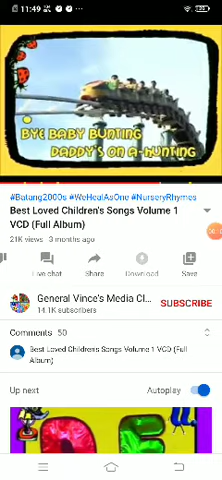 11:49
BYE BABY BUNTING
DADDY'S ON A-HUNTING
#Batang2000s #WeHealAsOne #NurseryRhymes
Best Loved Children's Songs Volume 1
VCD (Full Album)
21K views · 3 months ago
Live chat
Share
Download
Save
General Vince's Media Cl...
SUBSCRIBE
14.1K subscribers
Comments 50
Best Loved Childrens Songs Volume 1 VCD (Full
Album)
Up next
Autoplay